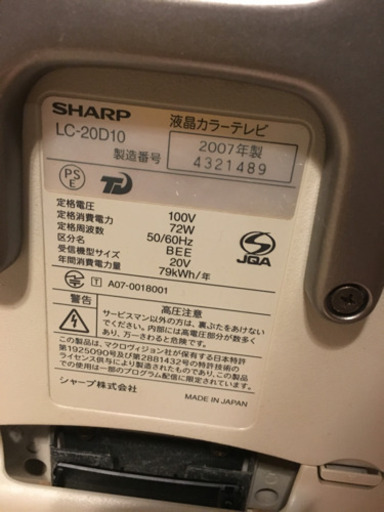 SHARP 液晶カラーテレビ
LC-20D10
製造番号
2007年製
4321489
PS
E
定格電圧 100V
定格消費電力 72W
定格周波数 50/60Hz
区分名 BEE
受信機型サイズ 20V
年間消費電力量 79kWh/年
JQA
T A07-0018001
警告
高圧注意
サービスマン以外の方は、裏ぶたをあけない
でください。内部には高電圧部分が数多く
あり、万一さわると危険です。
この製品は、マクロヴィジョン社が保有する日本特許
第1925090号及び第2881432号の特許技術の
ライセンス供与により製造されたもので、この技術
の使用は一部のプログラム配信に限定されています。
シャープ株式会社
MADE IN JAPAN